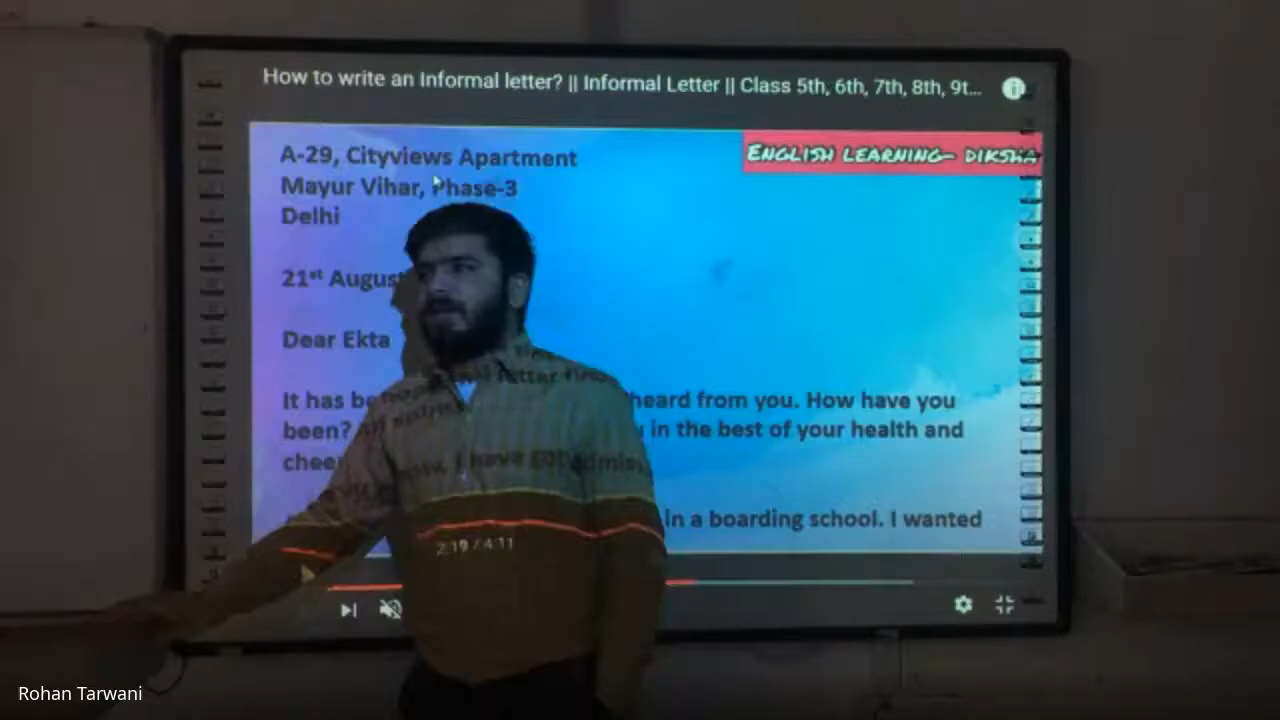 How to write an Informal letter? || Informal Letter || Class 5th, 6th, 7th, 8th, 9t...
ENGLISH LEARNING- DIKSHA
A-29, Cityviews Apartment
Mayur Vihar, Phase-3
Delhi
21st August
Dear Ekta
It has be heard from you. How have you
been? in the best of your health and
chee
I have got admis in a boarding school. I wanted
2:19 / 4:11
Rohan Tarwani